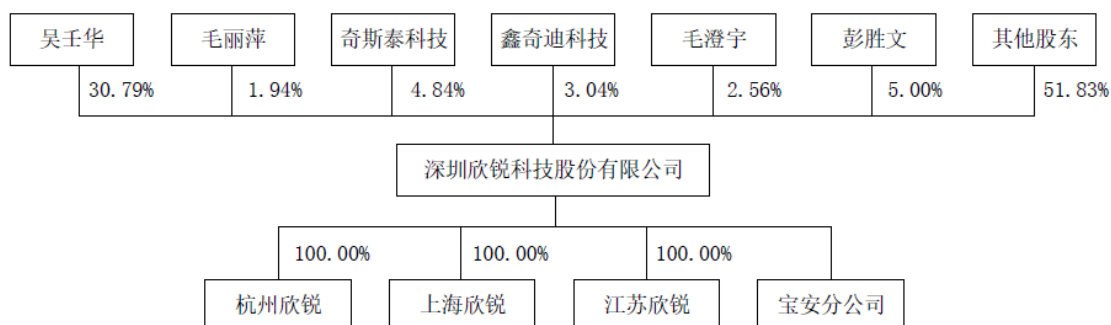 吴壬华 毛丽萍 奇斯泰科技 鑫奇迪科技 毛澄宇 彭胜文 其他股东
30.79% 1.94% 4.84% 3.04% 2.56% 5.00% 51.83%
深圳欣锐科技股份有限公司
100.00% 100.00% 100.00%
杭州欣锐 上海欣锐 江苏欣锐 宝安分公司